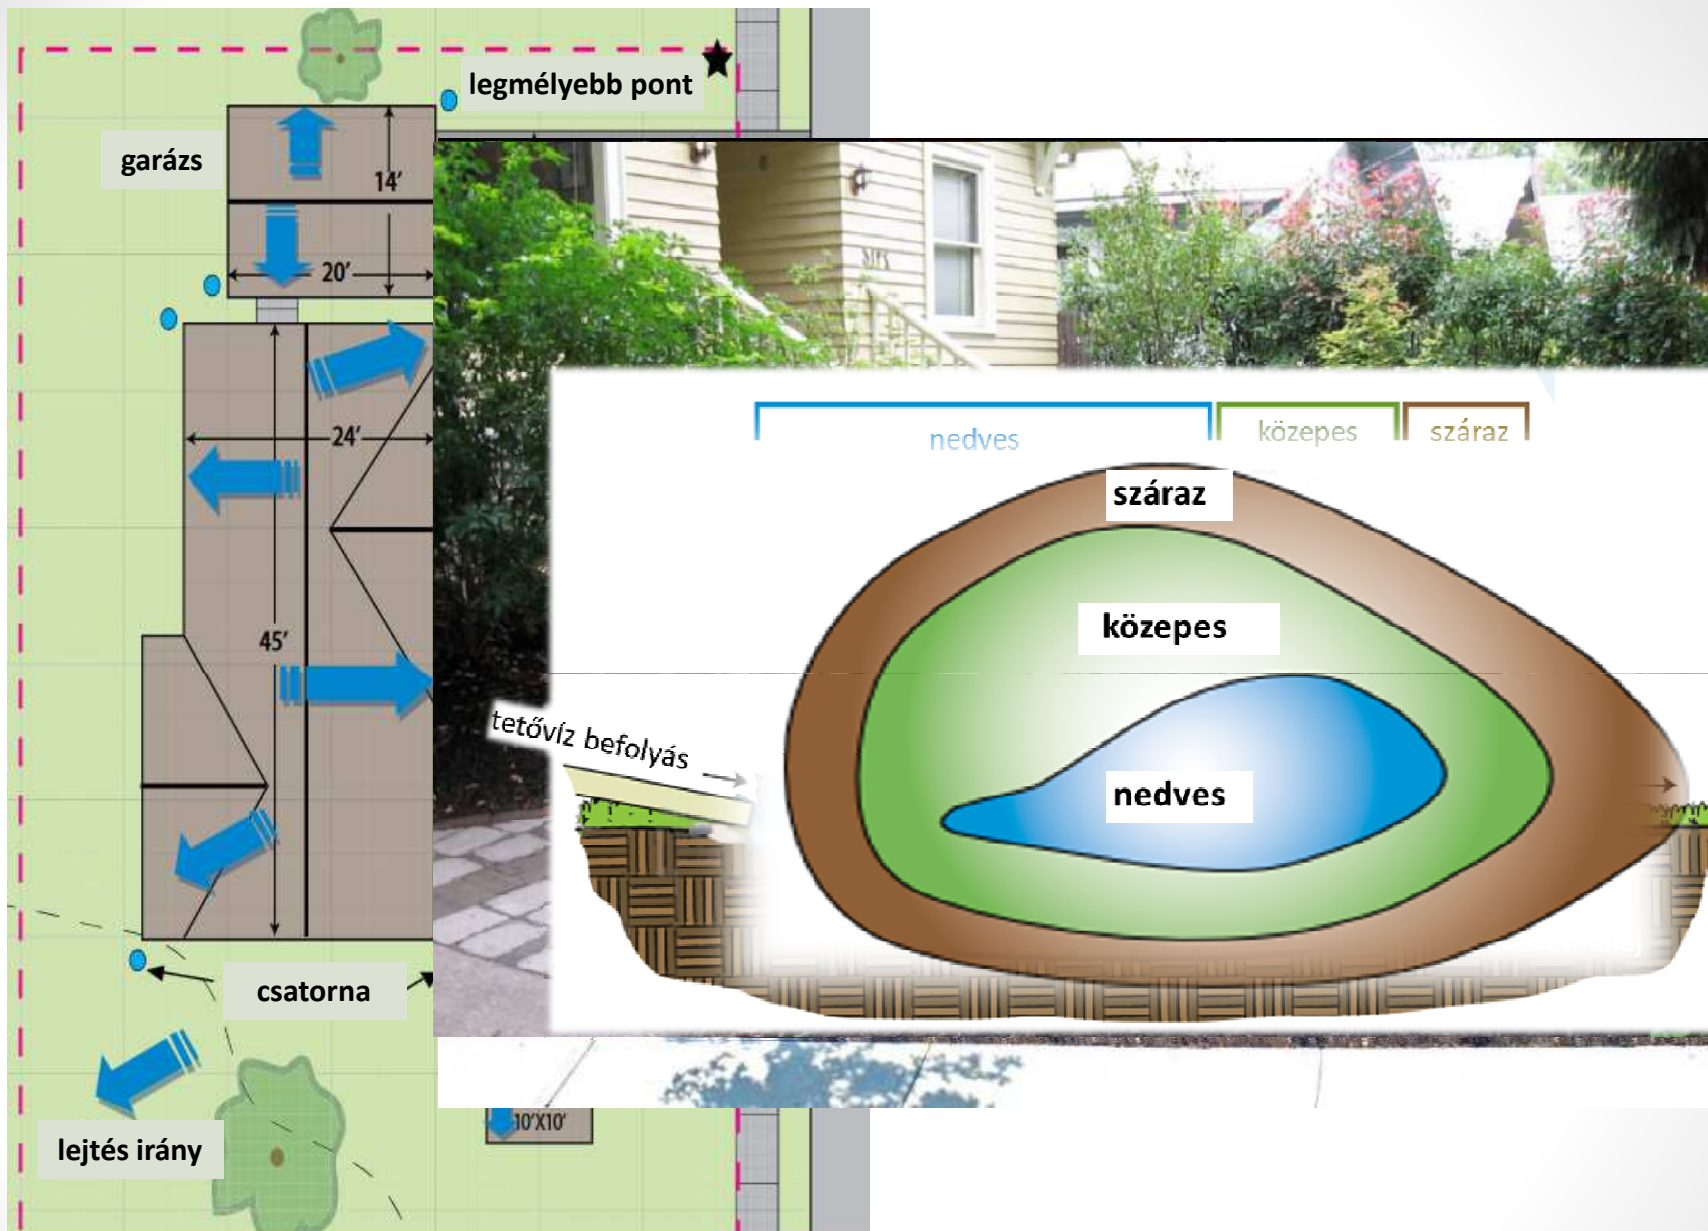 legmélyebb pont
garázs
14'
20'
24'
nedves
közepes
száraz
száraz
közepes
45'
tetővíz befolyás
nedves
csatorna
10'X10'
lejtés irány